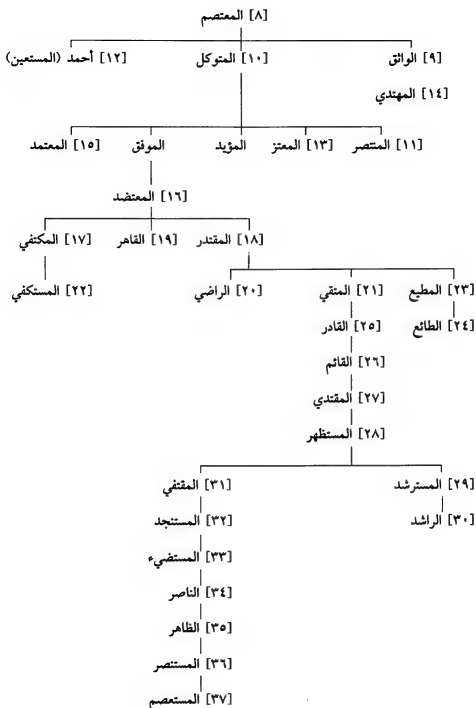 [٨] المعتصم
[٩] الواثق [١٠] المتوكل [١٢] أحمد (المستعين)
[١٤] المهتدي
[١١] المنتصر [١٣] المعتز المؤيد الموفق [١٥] المعتمد
[١٦] المعتضد
[١٨] المقتدر [١٩] القاهر [١٧] المكتفي
[٢٣] المطيع [٢١] المتقي [٢٠] الراضي [٢٢] المستكفي
[٢٤] الطائع [٢٥] القادر
[٢٦] القائم
[٢٧] المقتدي
[٢٨] المستظهر
[٢٩] المسترشد [٣١] المقتفي
[٣٠] الراشد [٣٢] المستنجد
[٣٣] المستضيء
[٣٤] الناصر
[٣٥] الظاهر
[٣٦] المستنصر
[٣٧] المستعصم